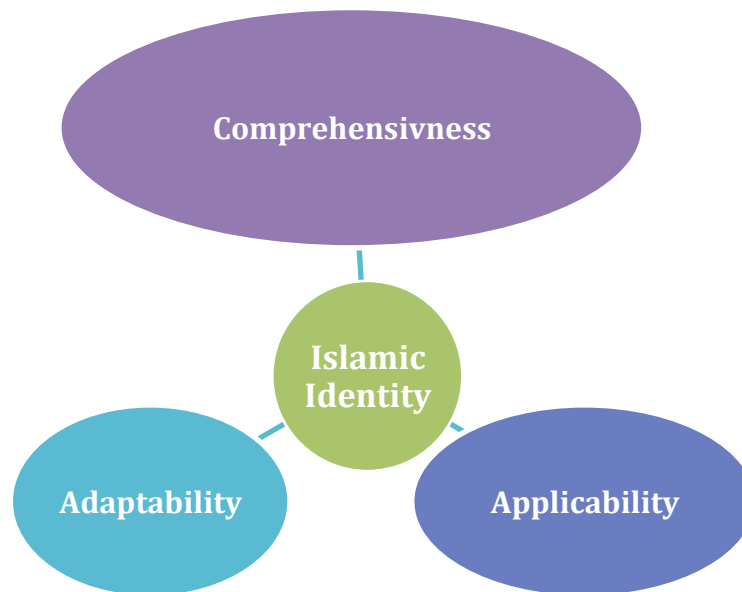 Comprehensivness
Islamic
Identity
Adaptability
Applicability